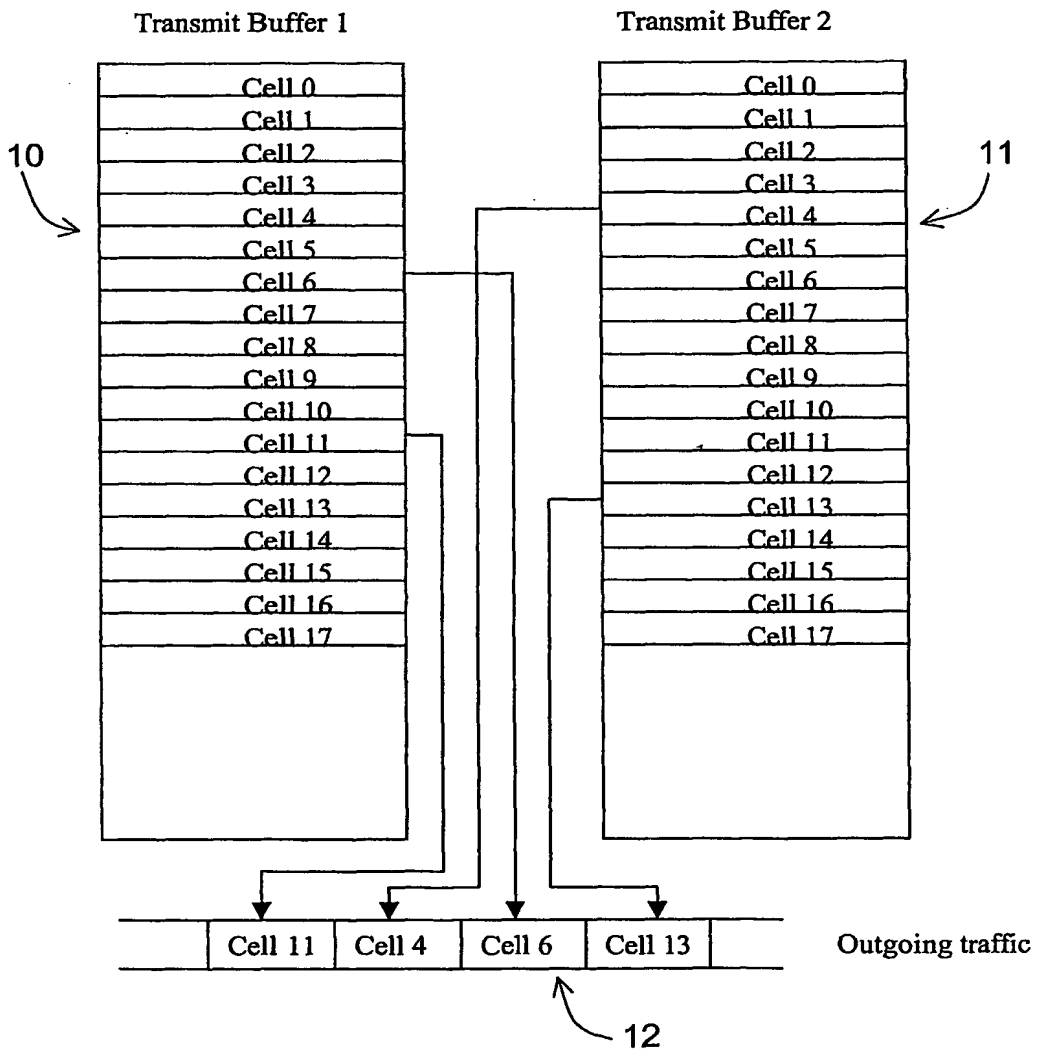 Transmit Buffer 1
Transmit Buffer 2
Cell 0
Cell 1
Cell 2
Cell 3
Cell 4
Cell 5
Cell 6
Cell 7
Cell 8
Cell 9
Cell 10
Cell 11
Cell 12
Cell 13
Cell 14
Cell 15
Cell 16
Cell 17
10
Cell 0
Cell 1
Cell 2
Cell 3
Cell 4
Cell 5
Cell 6
Cell 7
Cell 8
Cell 9
Cell 10
Cell 11
Cell 12
Cell 13
Cell 14
Cell 15
Cell 16
Cell 17
11
Cell 11 Cell 4 Cell 6 Cell 13 Outgoing traffic
12